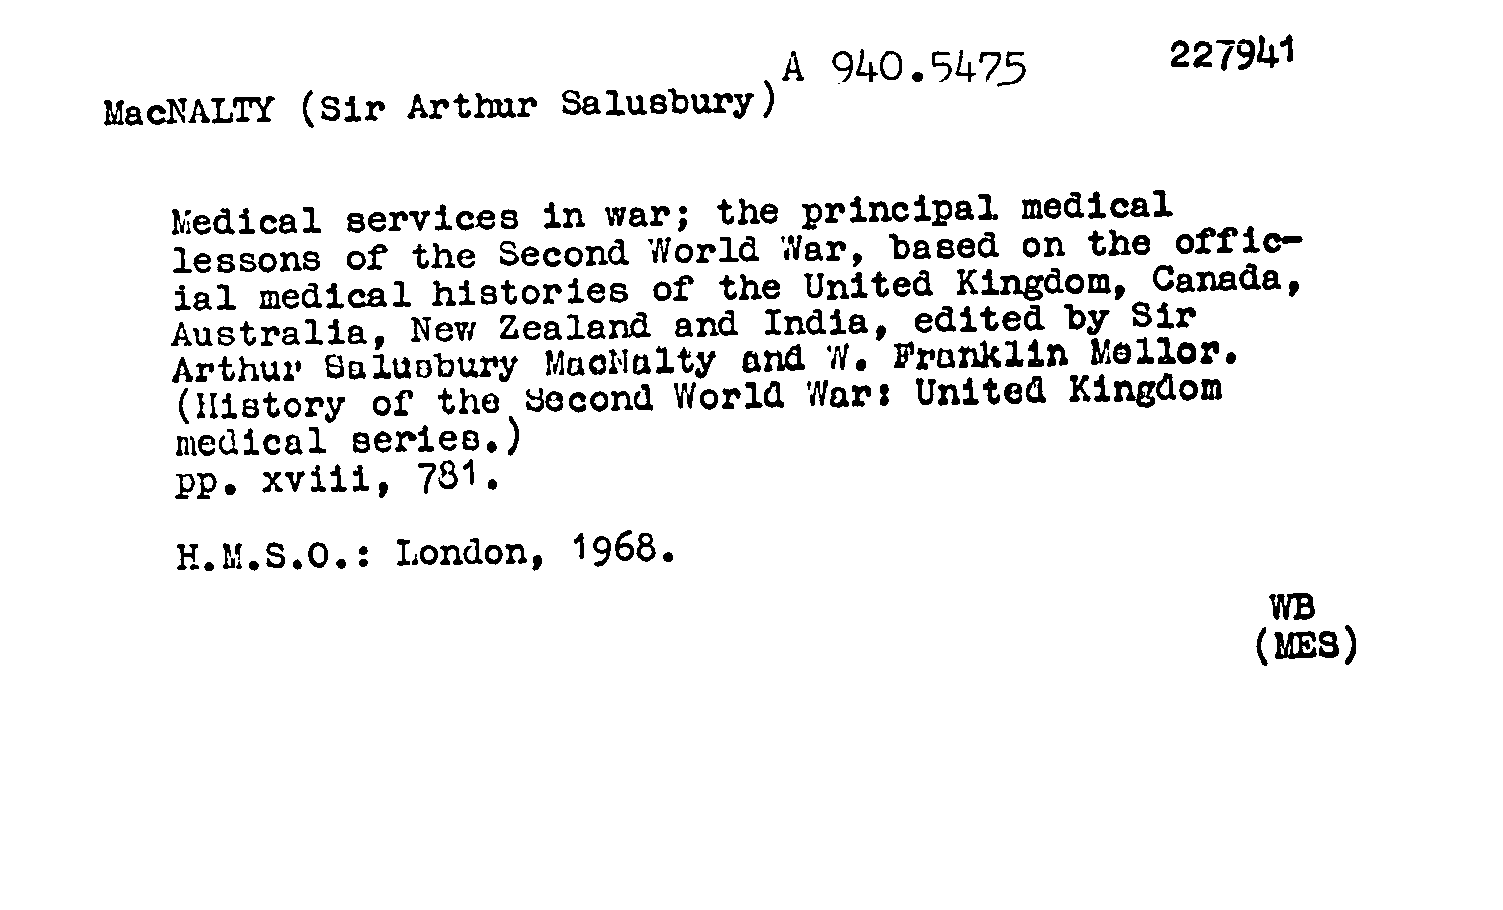 A 940.5475 227941
MacNALTY (Sir Arthur Salusbury)
Medical services in war; the principal medical
lessons of the Second World War, based on the offic-
ial medical histories of the United Kingdom, Canada,
Australia, New Zealand and India, edited by Sir
Arthur Salusbury MacNalty and W. Franklin Mellor.
(History of the Second World War: United Kingdom
medical series.)
pp. xviii, 781.
H.M.S.O.: London, 1968.
WB
(MES)